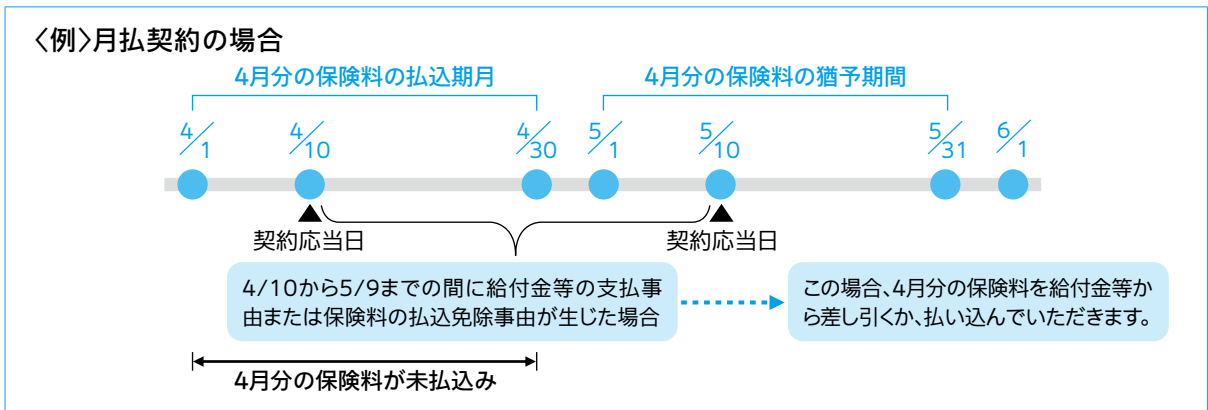 〈例〉月払契約の場合
4月分の保険料の払込期月
4月分の保険料の猶予期間
4/1
4/10
4/30
5/1
5/10
5/31
6/1
契約応当日
契約応当日
4/10から5/9までの間に給付金等の支払事
由または保険料の払込免除事由が生じた場合
この場合、4月分の保険料を給付金等か
ら差し引くか、払い込んでいただきます。
4月分の保険料が未払込み